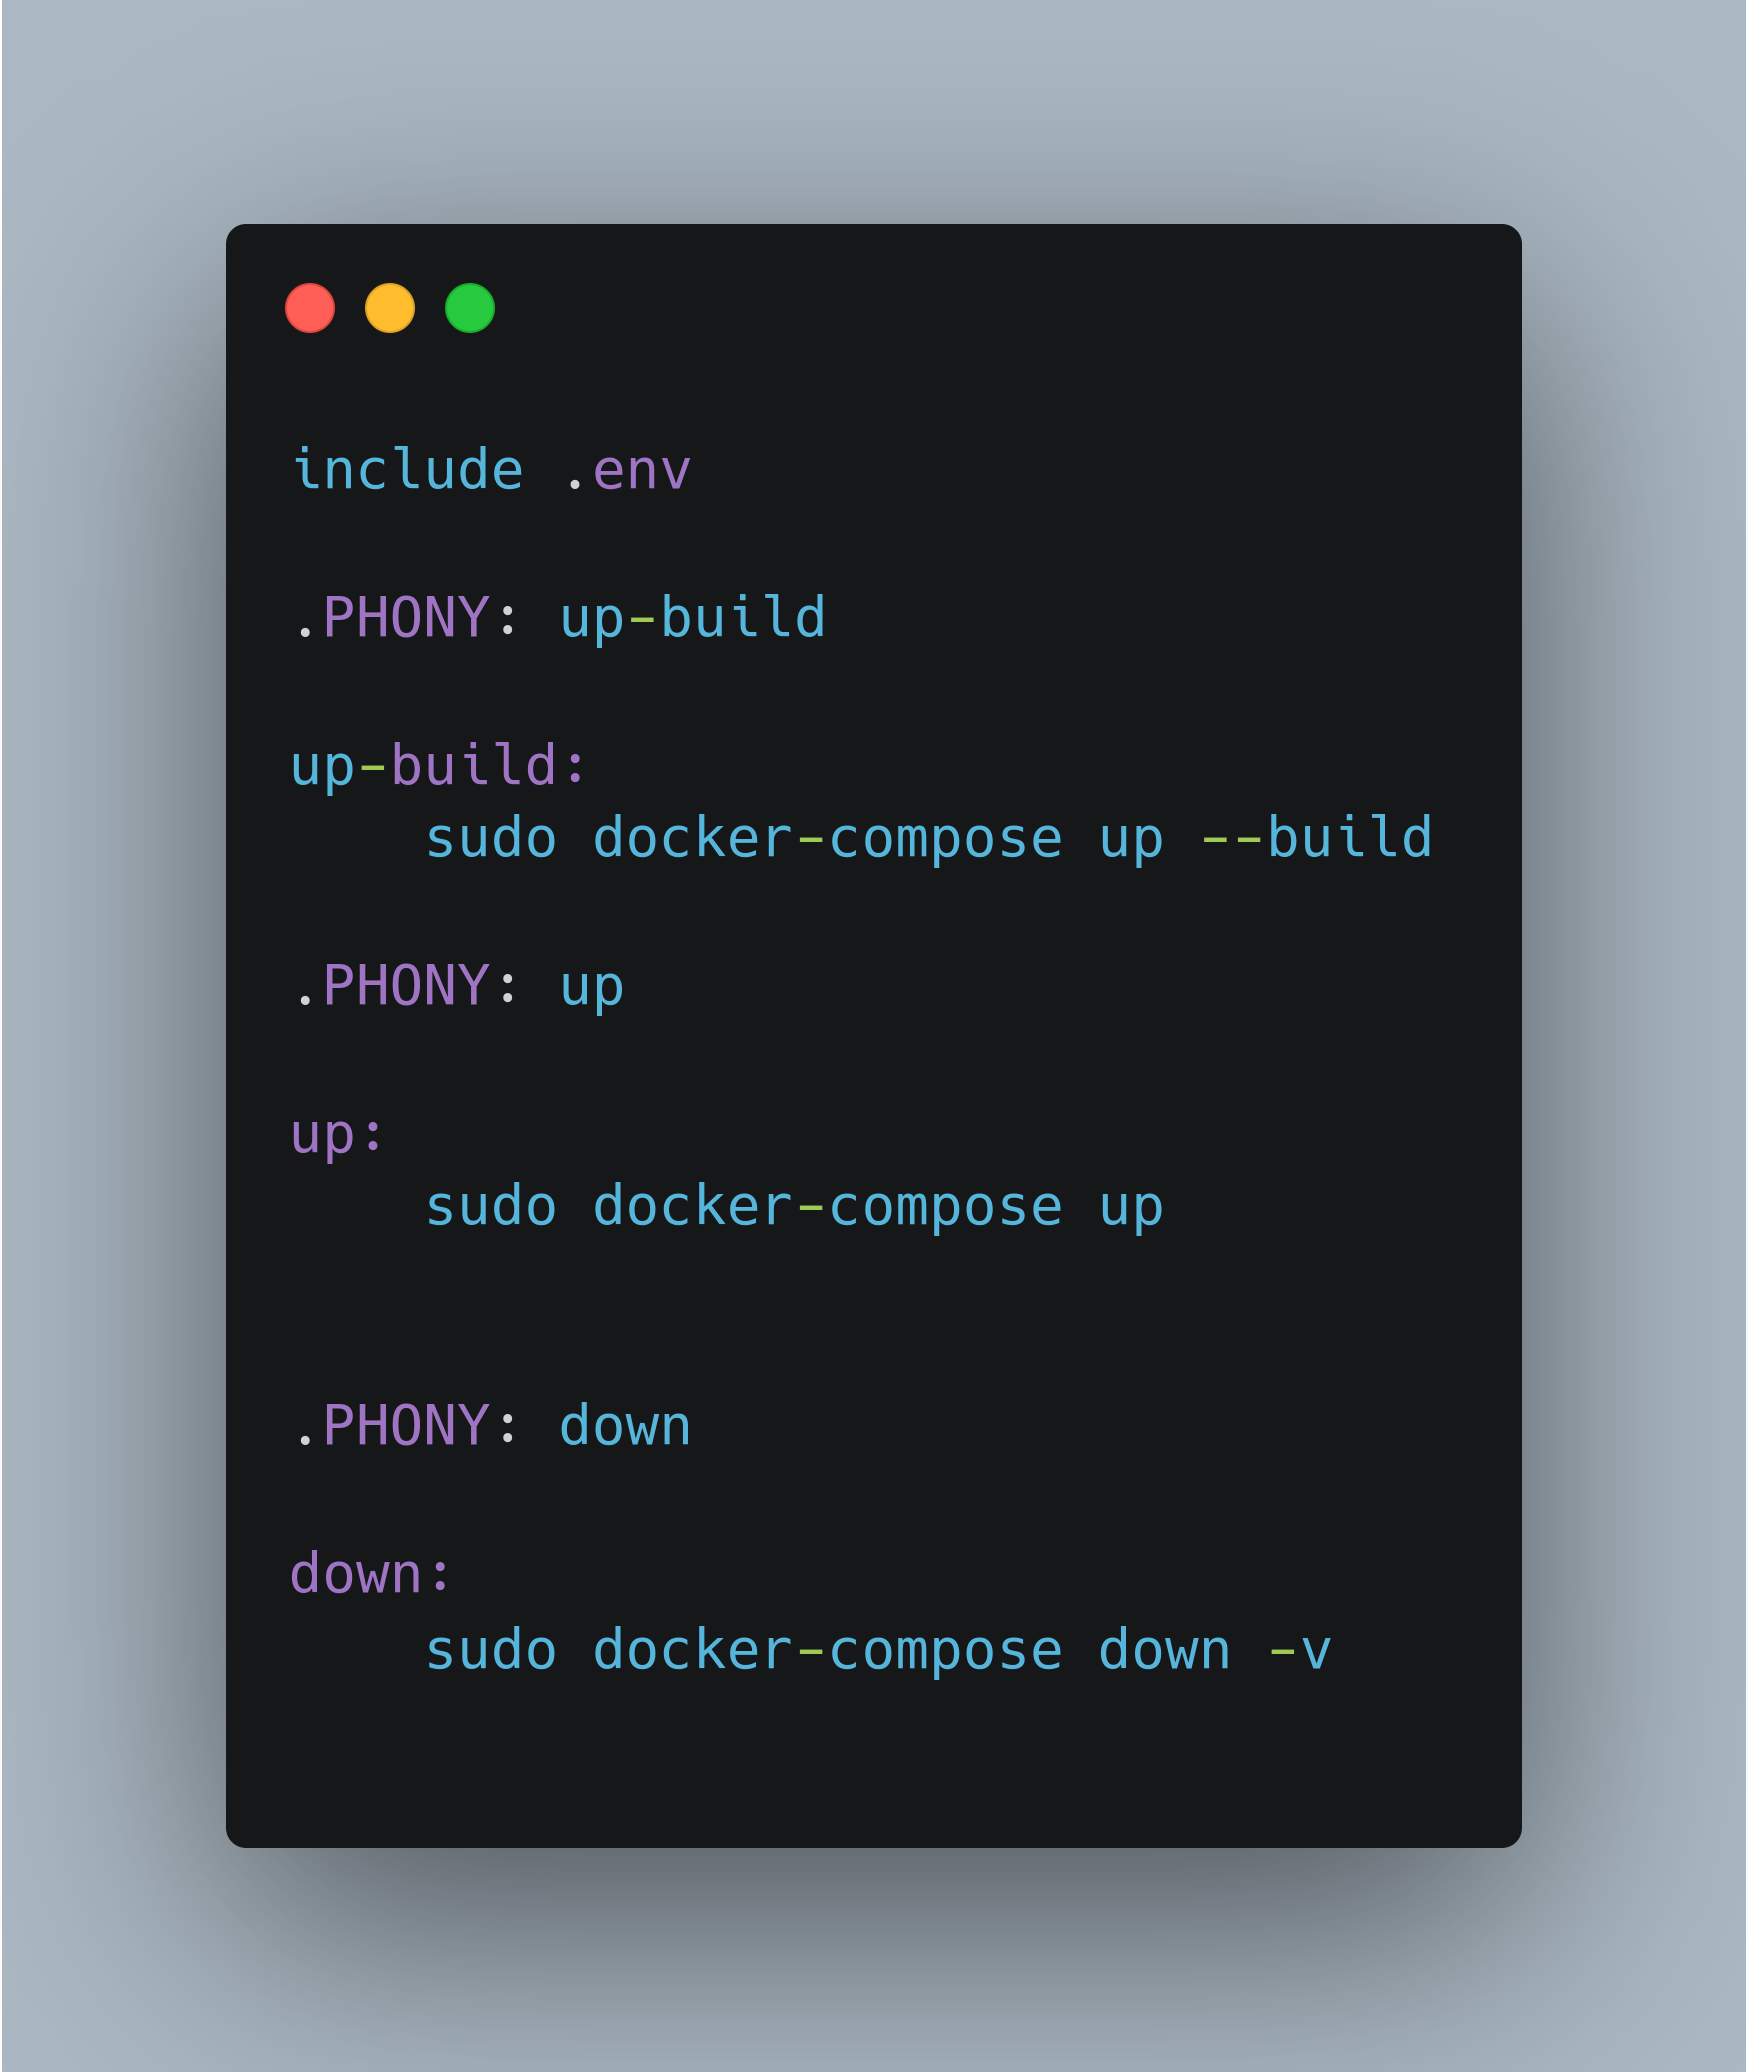 include .env
.PHONY: up-build
up-build:
    sudo docker-compose up --build
.PHONY: up
up:
    sudo docker-compose up
.PHONY: down
down:
    sudo docker-compose down -v